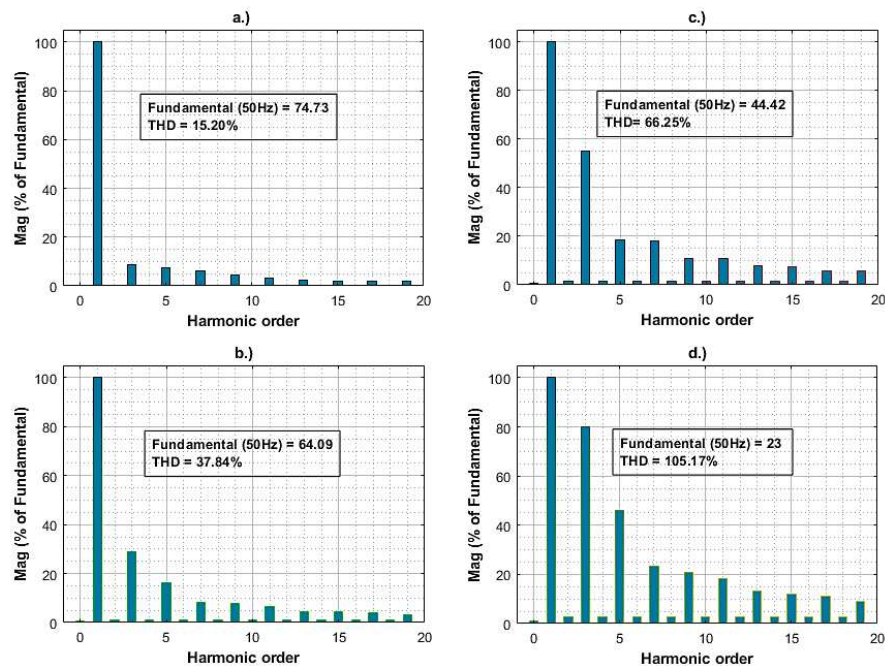 a.)
Mag (% of Fundamental)
100
80
60
40
20
0
Fundamental (50Hz) = 74.73
THD = 15.20%
0 5 10 15 20
Harmonic order
c.)
Mag (% of Fundamental)
100
80
60
40
20
0
Fundamental (50Hz) = 44.42
THD= 66.25%
0 5 10 15 20
Harmonic order
b.)
Mag (% of Fundamental)
100
80
60
40
20
0
Fundamental (50Hz) = 64.09
THD = 37.84%
0 5 10 15 20
Harmonic order
d.)
Mag (% of Fundamental)
100
80
60
40
20
0
Fundamental (50Hz) = 23
THD = 105.17%
0 5 10 15 20
Harmonic order